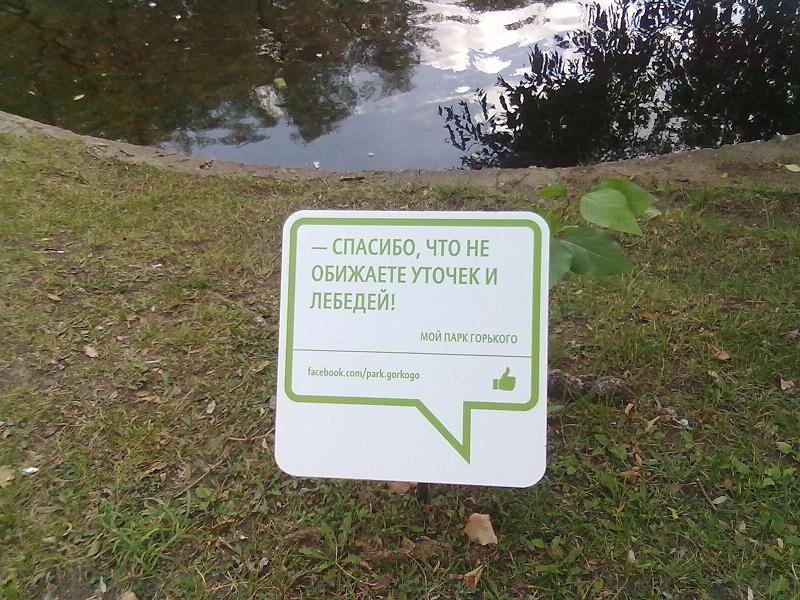 — СПАСИБО, ЧТО НЕ
ОБИЖАЕТЕ УТОЧЕК И
ЛЕБЕДЕЙ!
МОЙ ПАРК ГОРЬКОГО
facebook.com/park.gorkogo